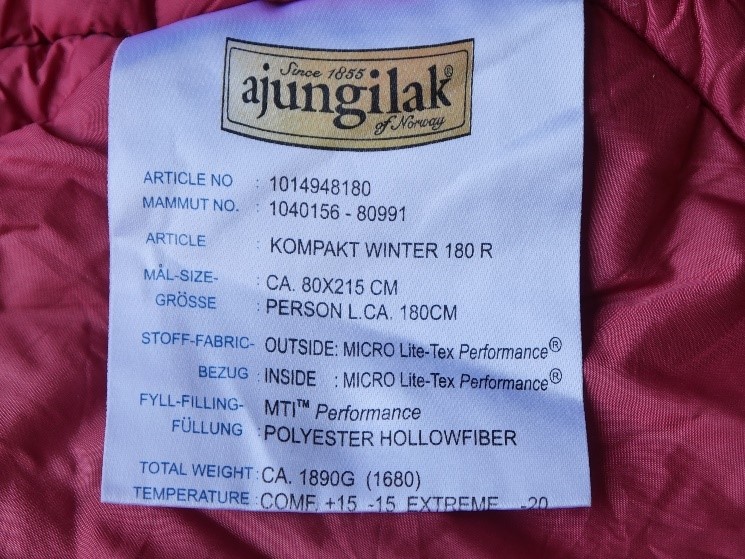 Since 1855
ajungilak®
of Norway
ARTICLE NO : 1014948180
MAMMUT NO. : 1040156 - 80991
ARTICLE : KOMPAKT WINTER 180 R
MÅL-SIZE- : CA. 80X215 CM
GRÖSSE : PERSON L.CA. 180CM
STOFF-FABRIC- OUTSIDE: MICRO Lite-Tex Performance®
BEZUG : INSIDE : MICRO Lite-Tex Performance®
FYLL-FILLING- MTI™ Performance
FÜLLUNG : POLYESTER HOLLOWFIBER
TOTAL WEIGHT : CA. 1890G (1680)
TEMPERATURE : COMF. +15 -15 EXTREME -20